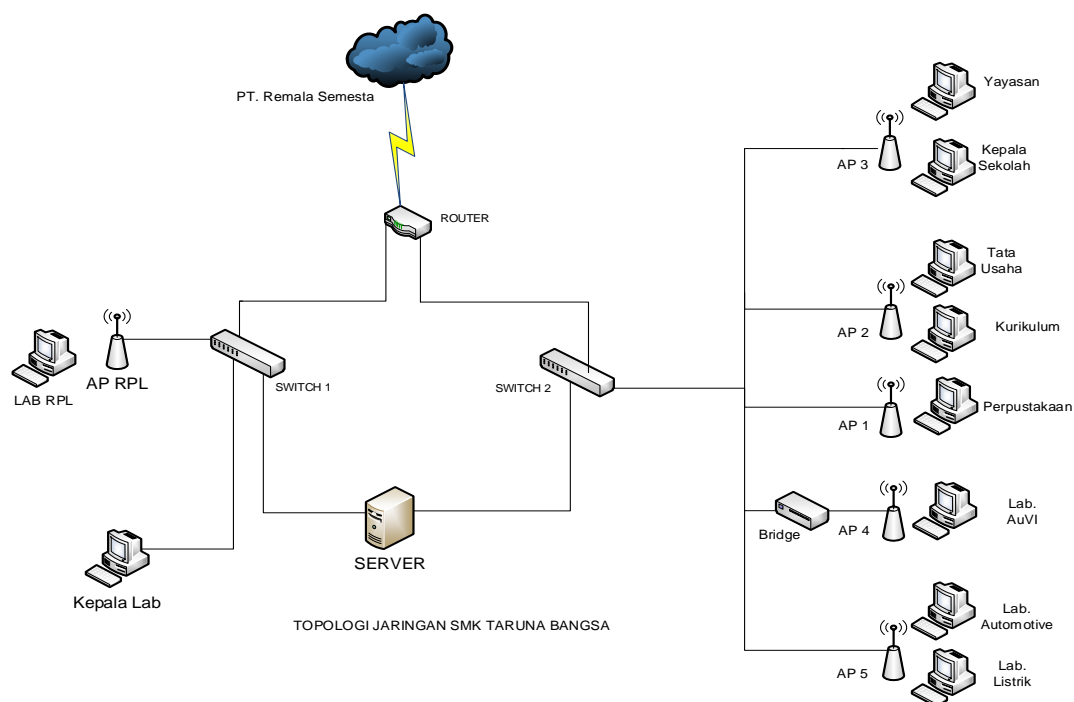 PT. Remala Semesta
ROUTER
Yayasan
AP 3
Kepala
Sekolah
Tata
Usaha
AP 2
Kurikulum
AP RPL
LAB RPL
SWITCH 1
SWITCH 2
AP 1
Perpustakaan
Bridge
AP 4
Lab.
AuVI
SERVER
Kepala Lab
TOPOLOGI JARINGAN SMK TARUNA BANGSA
Lab.
Automotive
AP 5
Lab.
Listrik